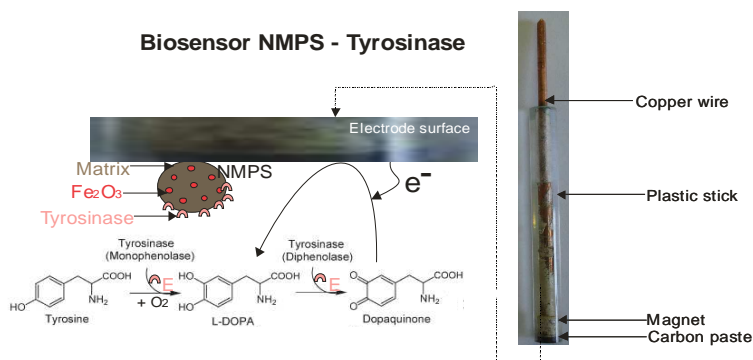 Biosensor NMPS - Tyrosinase
Electrode surface
Matrix
NMPS
Fe2O3
Tyrosinase
e-
Tyrosinase
(Monophenolase)
E
+ O2
Tyrosinase
(Diphenolase)
E
HO
COOH
NH2
Tyrosine
HO
HO
COOH
NH2
L-DOPA
O
O
COOH
NH2
Dopaquinone
Copper wire
Plastic stick
Magnet
Carbon paste